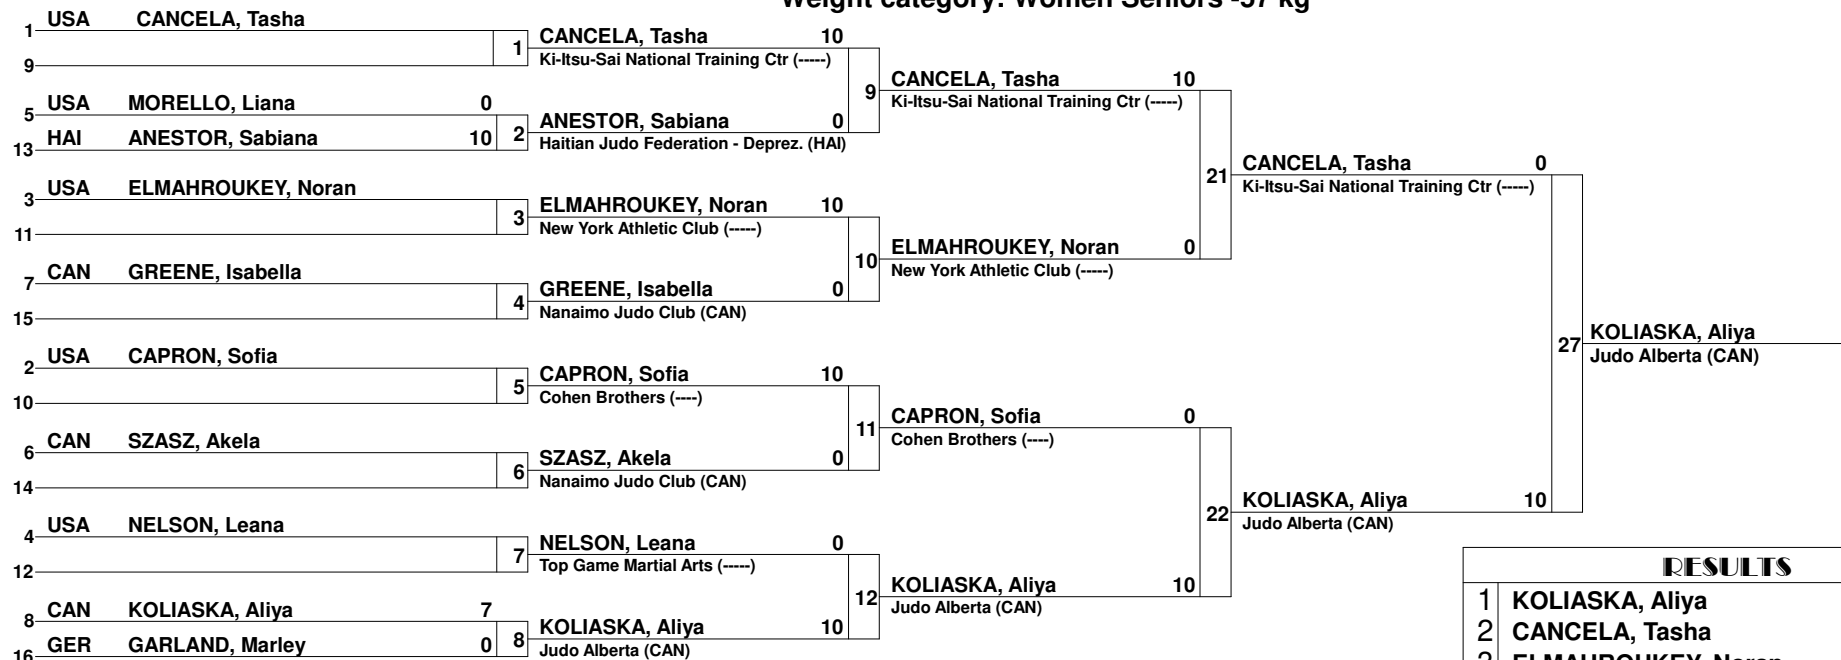 Weight category: Women Seniors -57 kg
1 USA CANCELA, Tasha
9
5 USA MORELLO, Liana 0
13 HAI ANESTOR, Sabiana 10
3 USA ELMAHROUKEY, Noran
11
7 CAN GREENE, Isabella
15
2 USA CAPRON, Sofia
10
6 CAN SZASZ, Akela
14
4 USA NELSON, Leana
12
8 CAN KOLIASKA, Aliya 7
16 GER GARLAND, Marley 0
1 CANCELA, Tasha 10
Ki-Itsu-Sai National Training Ctr (-----)
2 ANESTOR, Sabiana 0
Haitian Judo Federation - Deprez. (HAI)
3 ELMAHROUKEY, Noran 10
New York Athletic Club (-----)
4 GREENE, Isabella 0
Nanaimo Judo Club (CAN)
5 CAPRON, Sofia 10
Cohen Brothers (----)
6 SZASZ, Akela 0
Nanaimo Judo Club (CAN)
7 NELSON, Leana 0
Top Game Martial Arts (-----)
8 KOLIASKA, Aliya 10
Judo Alberta (CAN)
9 CANCELA, Tasha 10
Ki-Itsu-Sai National Training Ctr (-----)
10 ELMAHROUKEY, Noran 0
New York Athletic Club (-----)
11 CAPRON, Sofia 0
Cohen Brothers (----)
12 KOLIASKA, Aliya 10
Judo Alberta (CAN)
21 CANCELA, Tasha 0
Ki-Itsu-Sai National Training Ctr (-----)
22 KOLIASKA, Aliya 10
Judo Alberta (CAN)
27 KOLIASKA, Aliya
Judo Alberta (CAN)
RESULTS
1 KOLIASKA, Aliya
2 CANCELA, Tasha
3 ELMAHROUKEY, Noran